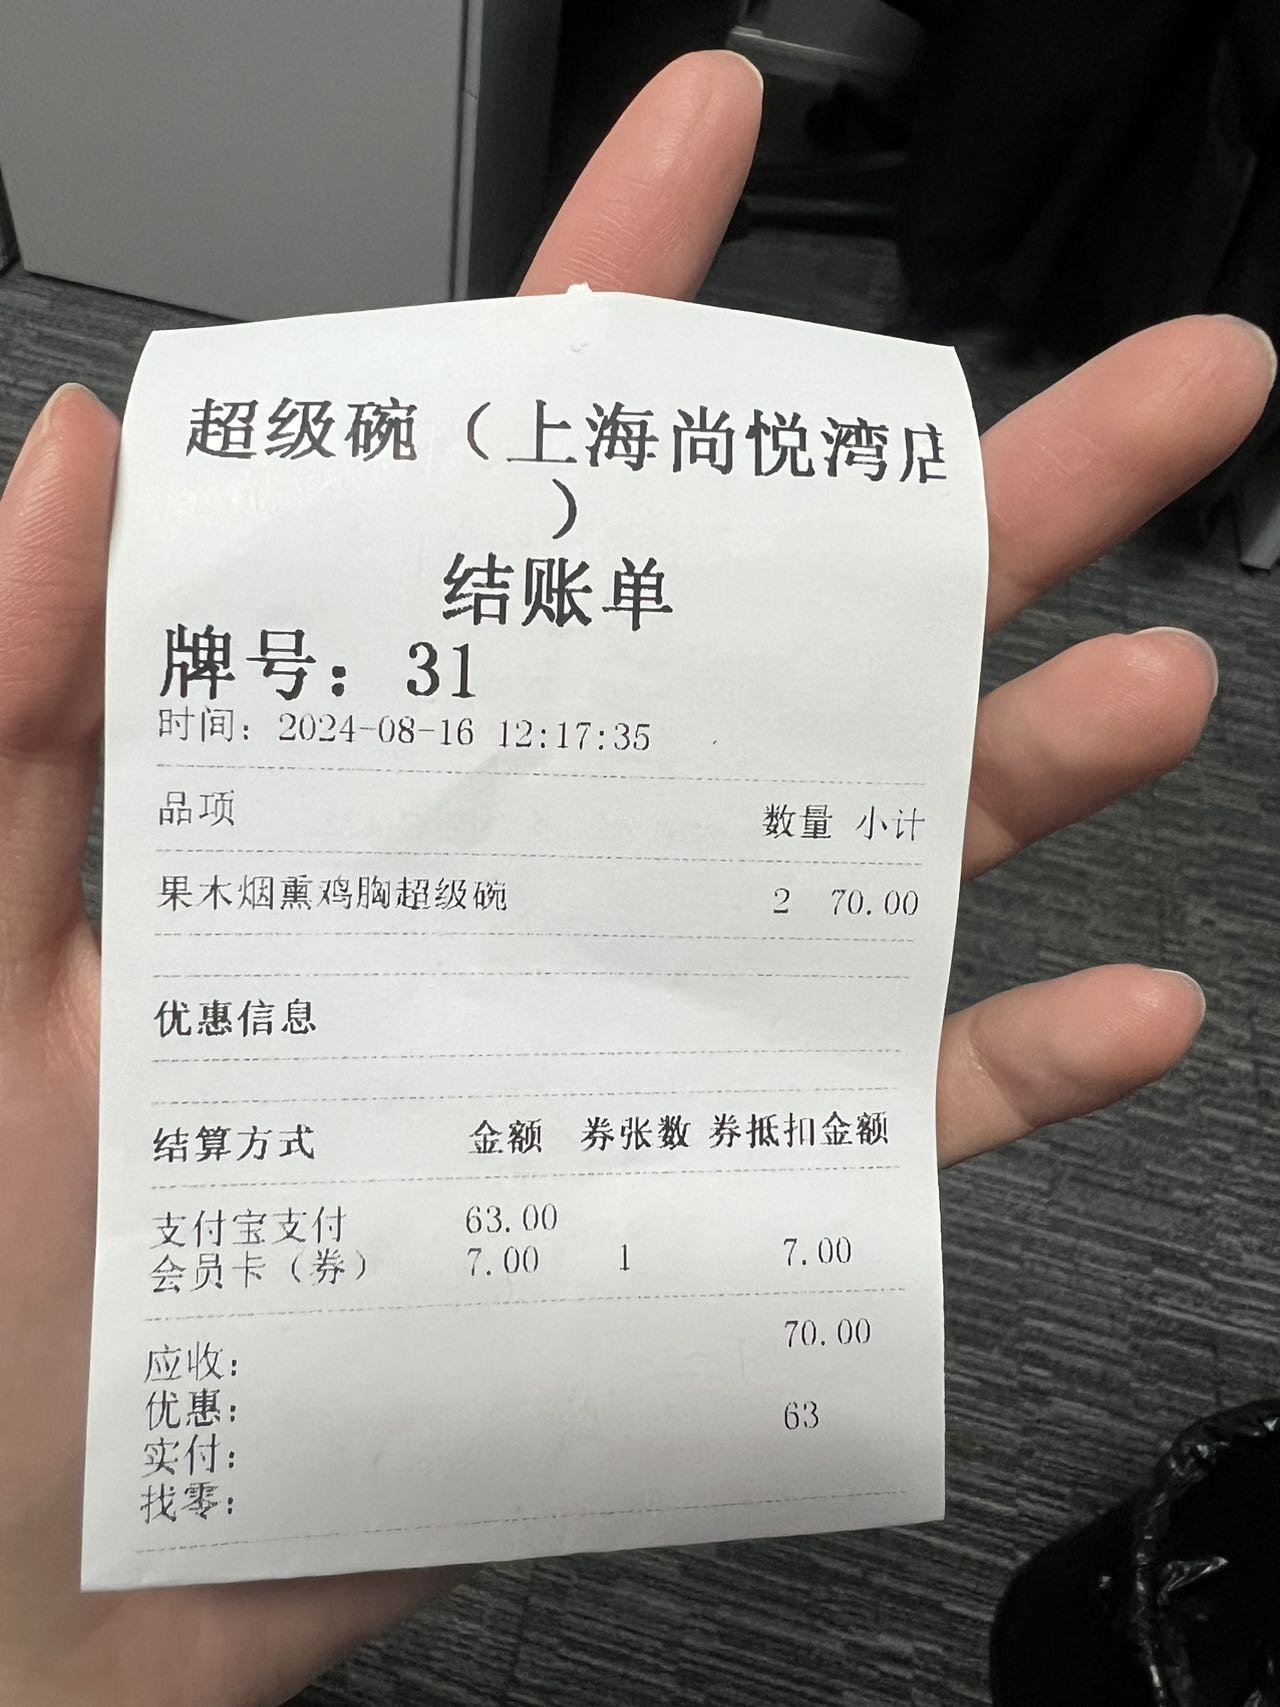 超级碗（上海尚悦湾店
）
结账单
牌号：31
时间：2024-08-16 12:17:35
品项 数量 小计
果木烟熏鸡胸超级碗 2 70.00
优惠信息
结算方式 金额 券张数 券抵扣金额
支付宝支付 63.00
会员卡（券） 7.00 1 7.00
应收： 70.00
优惠：
实付： 63
找零：